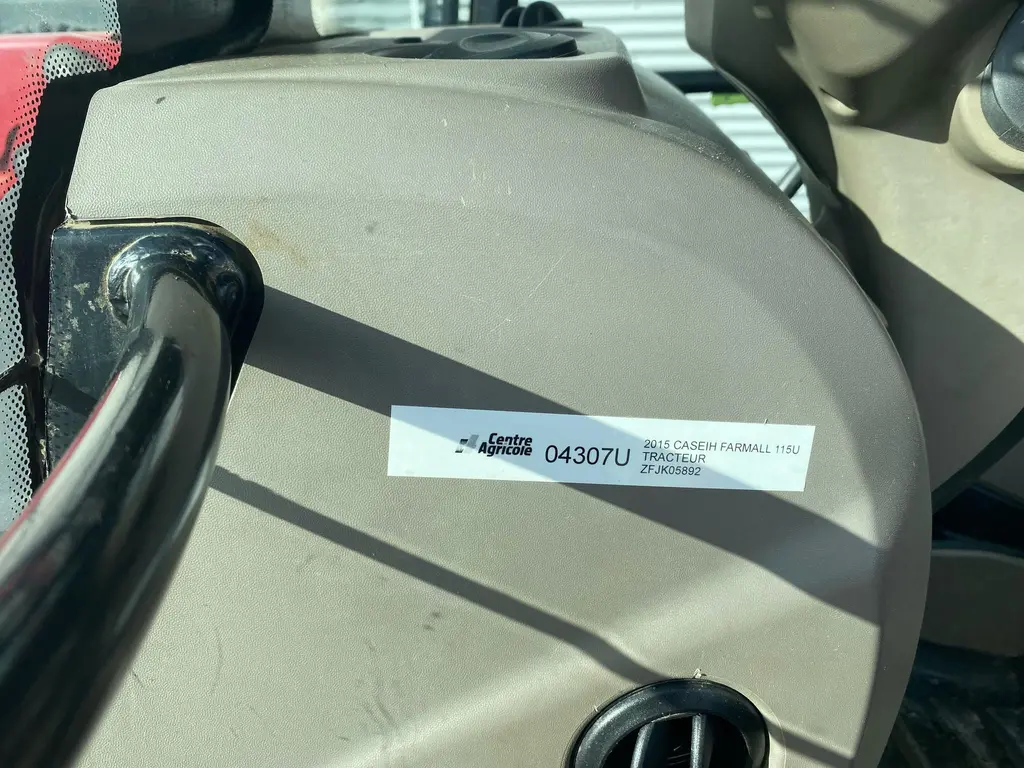 Centre
Agricole
04307U
2015 CASEIH FARMALL 115U
TRACTEUR
ZFJK05892